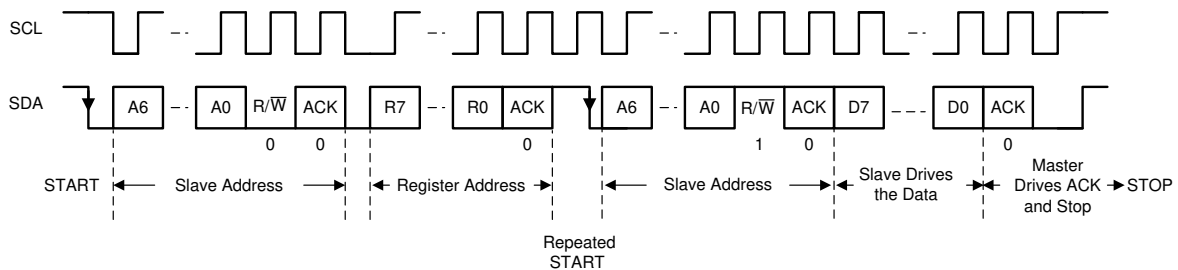 SCL
SDA
A6 A0 R/W̅ ACK R7 R0 ACK A6 A0 R/W̅ ACK D7 D0 ACK
0 0 0 1 0 0
START Slave Address Register Address Slave Address Slave Drives the Data Master Drives ACK and Stop STOP
Repeated START